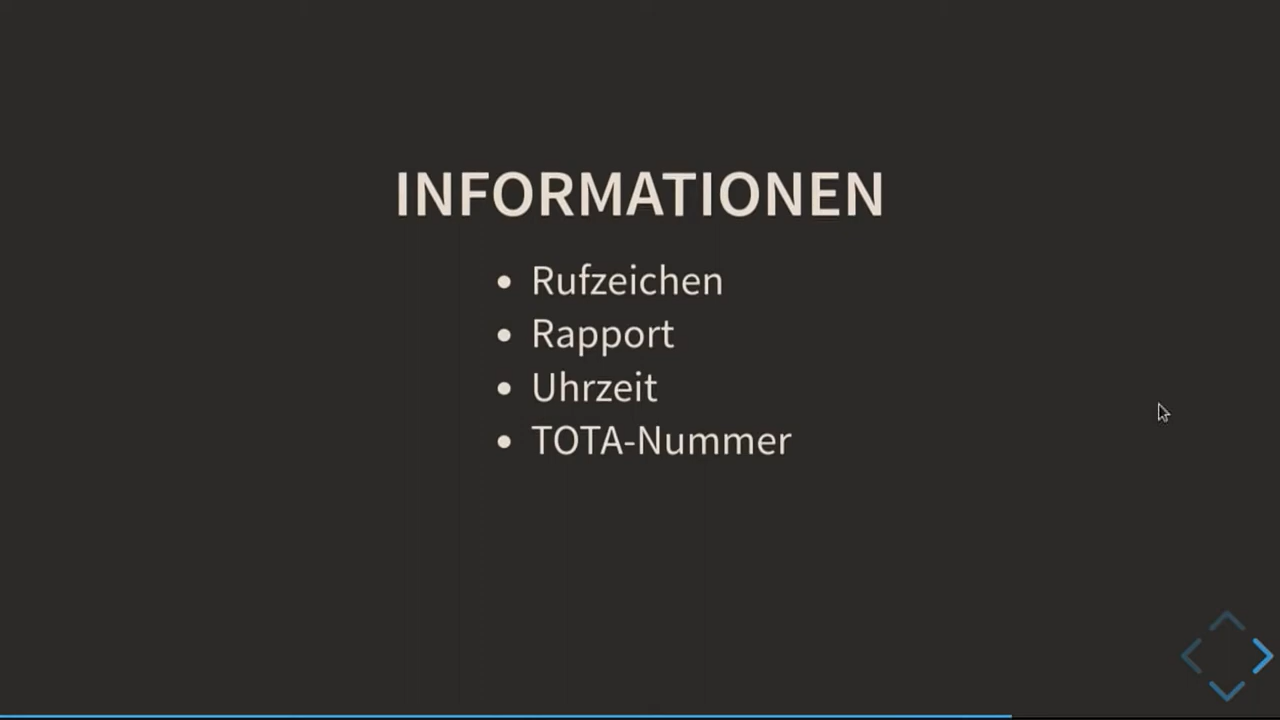 INFORMATIONEN
Rufzeichen
Rapport
Uhrzeit
TOTA-Nummer